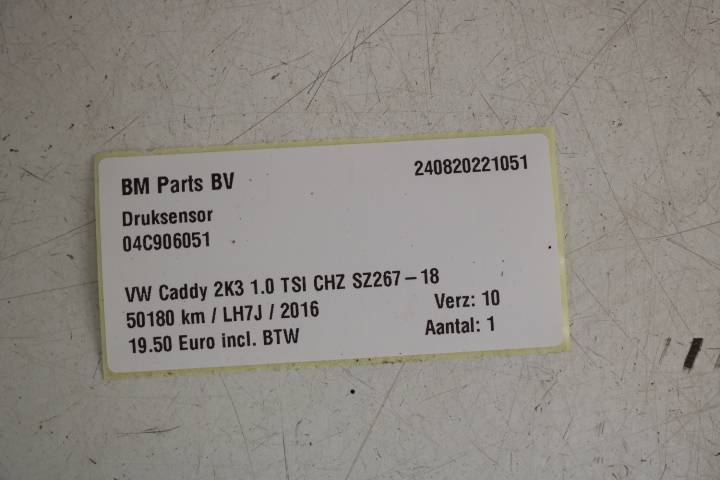 BM Parts BV 240820221051
Druksensor
04C906051
VW Caddy 2K3 1.0 TSI CHZ SZ267-18
50180 km / LH7J / 2016 Verz: 10
19.50 Euro incl. BTW Aantal: 1